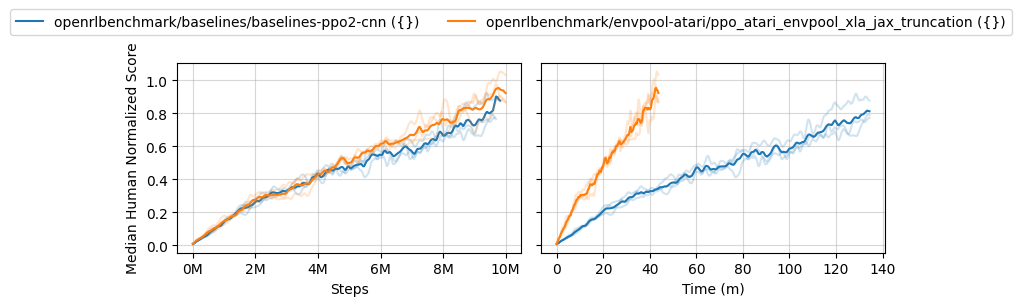 openrlbenchmark/baselines/baselines-ppo2-cnn ({})
openrlbenchmark/envpool-atari/ppo_atari_envpool_xla_jax_truncation ({})
Median Human Normalized Score
1.0
0.8
0.6
0.4
0.2
0.0
0M 2M 4M 6M 8M 10M
Steps
0 20 40 60 80 100 120 140
Time (m)